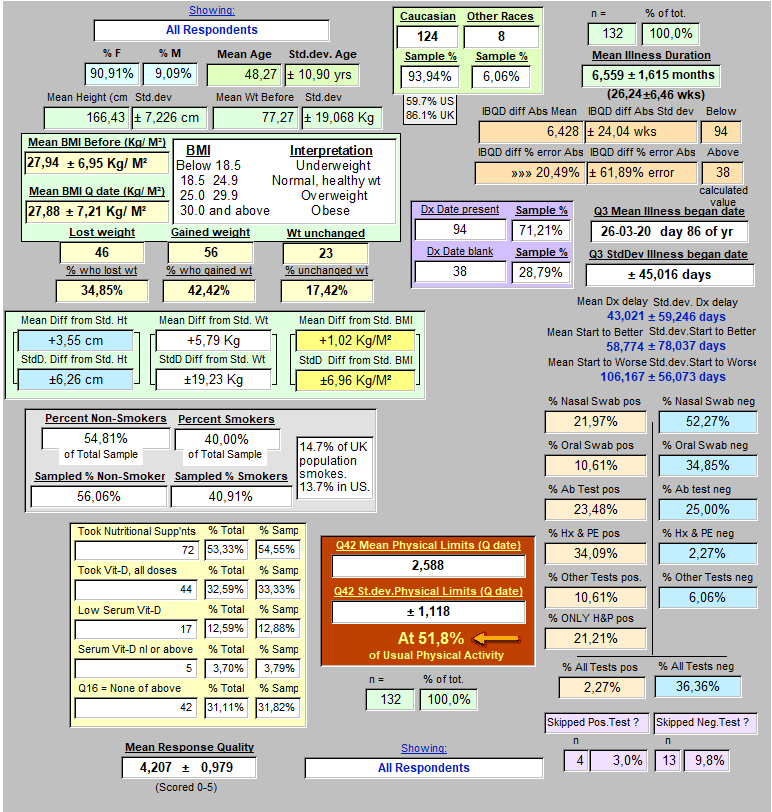 Showing:
All Respondents
% F % M Mean Age Std.dev. Age
90,91% 9,09% 48,27 ± 10,90 yrs
Mean Height (cm Std.dev Mean Wt Before Std.dev
166,43 ± 7,226 cm 77,27 ± 19,068 Kg
Caucasian Other Races
124 8
Sample % Sample %
93,94% 6,06%
59.7% US
86.1% UK
n = % of tot.
132 100,0%
Mean Illness Duration
6,559 ± 1,615 months
(26,24 ±6,46 wks)
IBQD diff Abs Mean IBQD diff Abs Std dev Below
6,428 ± 24,04 wks 94
IBQD diff % error Abs IBQD diff % error Abs Above
»»» 20,49% ± 61,89% error 38
calculated
value
Mean BMI Before (Kg/ M²)
27,94 ± 6,95 Kg/ M²
Mean BMI Q date (Kg/ M²)
27,88 ± 7,21 Kg/ M²
BMI Interpretation
Below 18.5 Underweight
18.5 24.9 Normal, healthy wt
25.0 29.9 Overweight
30.0 and above Obese
Lost weight Gained weight Wt unchanged
46 56 23
% who lost wt % who gained wt % unchanged wt
34,85% 42,42% 17,42%
Dx Date present Sample %
94 71,21%
Dx Date blank Sample %
38 28,79%
Q3 Mean Illness began date
26-03-20 day 86 of yr
Q3 StdDev Illness began date
± 45,016 days
Mean Dx delay Std.dev. Dx delay
43,021 ± 59,246 days
Mean Start to Better Std.dev.Start to Better
58,774 ± 78,037 days
Mean Start to Worse Std.dev.Start to Worse
106,167 ± 56,073 days
Mean Diff from Std. Ht Mean Diff from Std. Wt Mean Diff from Std. BMI
+3,55 cm +5,79 Kg +1,02 Kg/M²
StdD. Diff from Std. Ht StdD Diff from Std. Wt StdD Diff from Std. BMI
±6,26 cm ±19,23 Kg ±6,96 Kg/M²
Percent Non-Smokers Percent Smokers
54,81% 40,00%
of Total Sample of Total Sample
Sampled % Non-Smoker Sampled % Smokers
56,06% 40,91%
14.7% of UK
population
smokes.
13.7% in US.
% Nasal Swab pos % Nasal Swab neg
21,97% 52,27%
% Oral Swab pos % Oral Swab neg
10,61% 34,85%
% Ab Test pos % Ab test neg
23,48% 25,00%
% Hx & PE pos % Hx & PE neg
34,09% 2,27%
% Other Tests pos. % Other Tests neg
10,61% 6,06%
% ONLY H&P pos
21,21%
% All Tests pos % All Tests neg
2,27% 36,36%
Skipped Pos.Test ? Skipped Neg.Test ?
n n
4 3,0% 13 9,8%
Took Nutritional Supp'nts % Total % Samp
72 53,33% 54,55%
Took Vit-D, all doses % Total % Samp
44 32,59% 33,33%
Low Serum Vit-D % Total % Samp
17 12,59% 12,88%
Serum Vit-D nl or above % Total % Samp
5 3,70% 3,79%
Q16 = None of above % Total % Samp
42 31,11% 31,82%
Q42 Mean Physical Limits (Q date)
2,588
Q42 St.dev.Physical Limits (Q date)
± 1,118
At 51,8%
of Usual Physical Activity
n = % of tot.
132 100,0%
Mean Response Quality
4,207 ± 0,979
(Scored 0-5)
Showing:
All Respondents